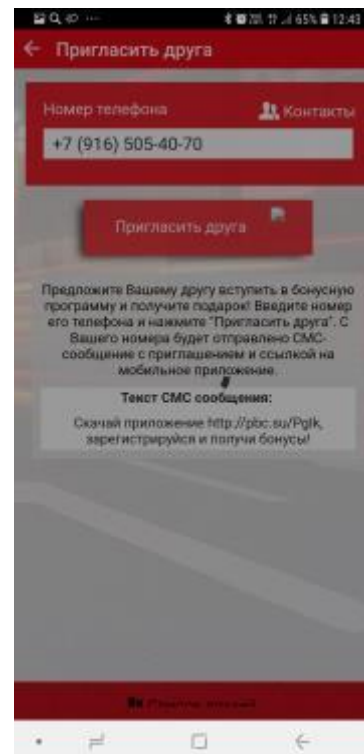 65% 12:43
Пригласить друга
Номер телефона
Контакты
+7 (916) 505-40-70
Пригласить друга
Предложите Вашему другу вступить в бонусную
программу и получите подарок! Введите номер
его телефона и нажмите "Пригласить друга". С
Вашего номера будет отправлено СМС-
сообщение с приглашением и ссылкой на
мобильное приложение.
Текст СМС сообщения:
Скачай приложение http://pbc.su/Pglk,
зарегистрируйся и получи бонусы!